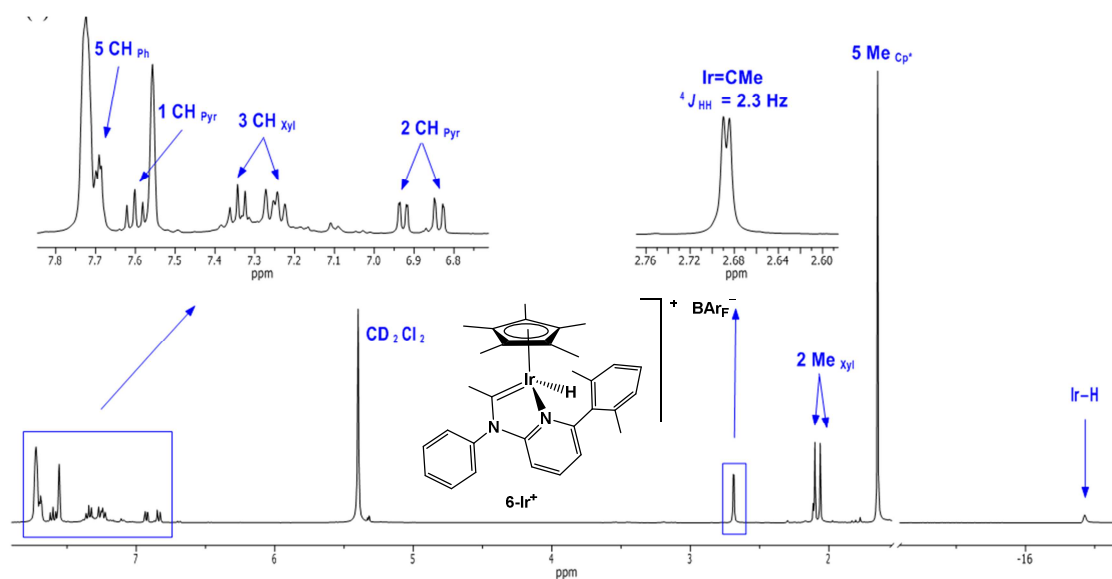 5 CH Ph
1 CH Pyr
3 CH Xyl
2 CH Pyr
Ir=CMe
⁴J HH = 2.3 Hz
5 Me Cp*
7.8 7.7 7.6 7.5 7.4 7.3 7.2 7.1 7.0 6.9 6.8
ppm
2.76 2.72 2.68 2.64 2.60
ppm
CD₂Cl₂
+ BArF⁻
Ir
H
N
N
6-Ir⁺
2 Me Xyl
Ir–H
7 6 5 4 3 2 -16
ppm